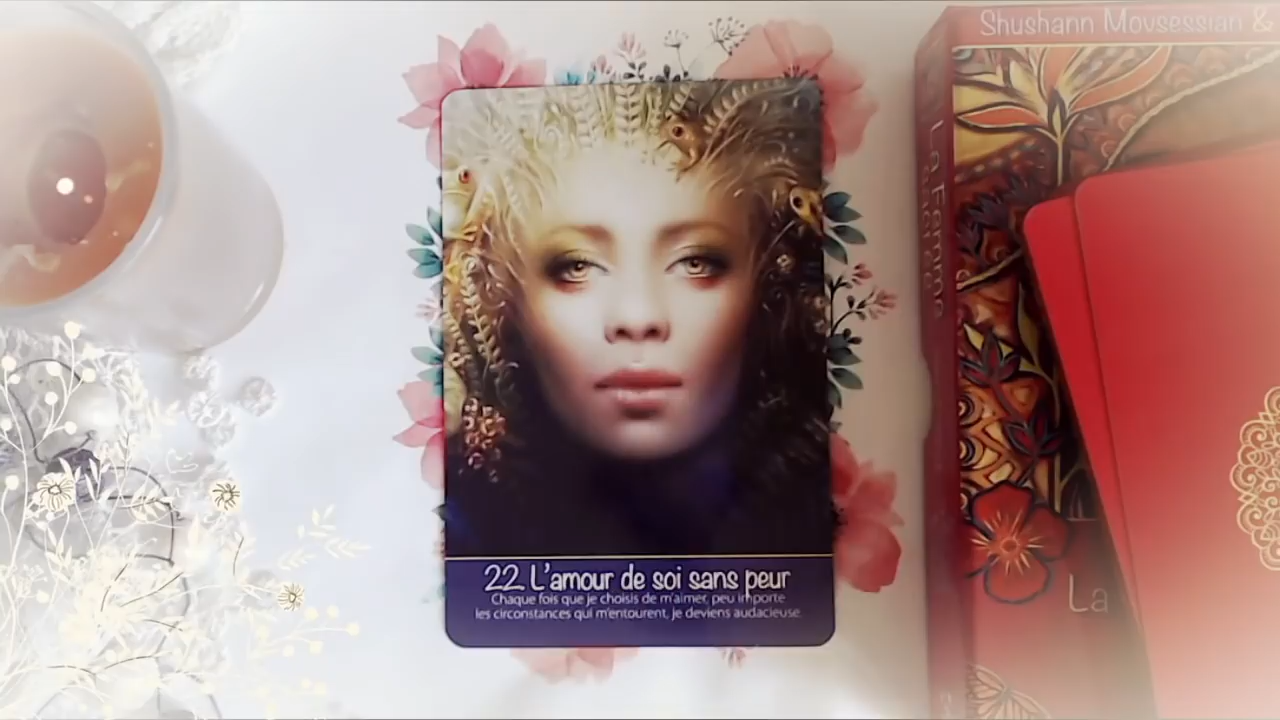 Shushann Movsessian &
La Femme
22 L'amour de soi sans peur
Chaque fois que je choisis de m'aimer, peu importe
les circonstances qui m'entourent, je deviens audacieuse.
La